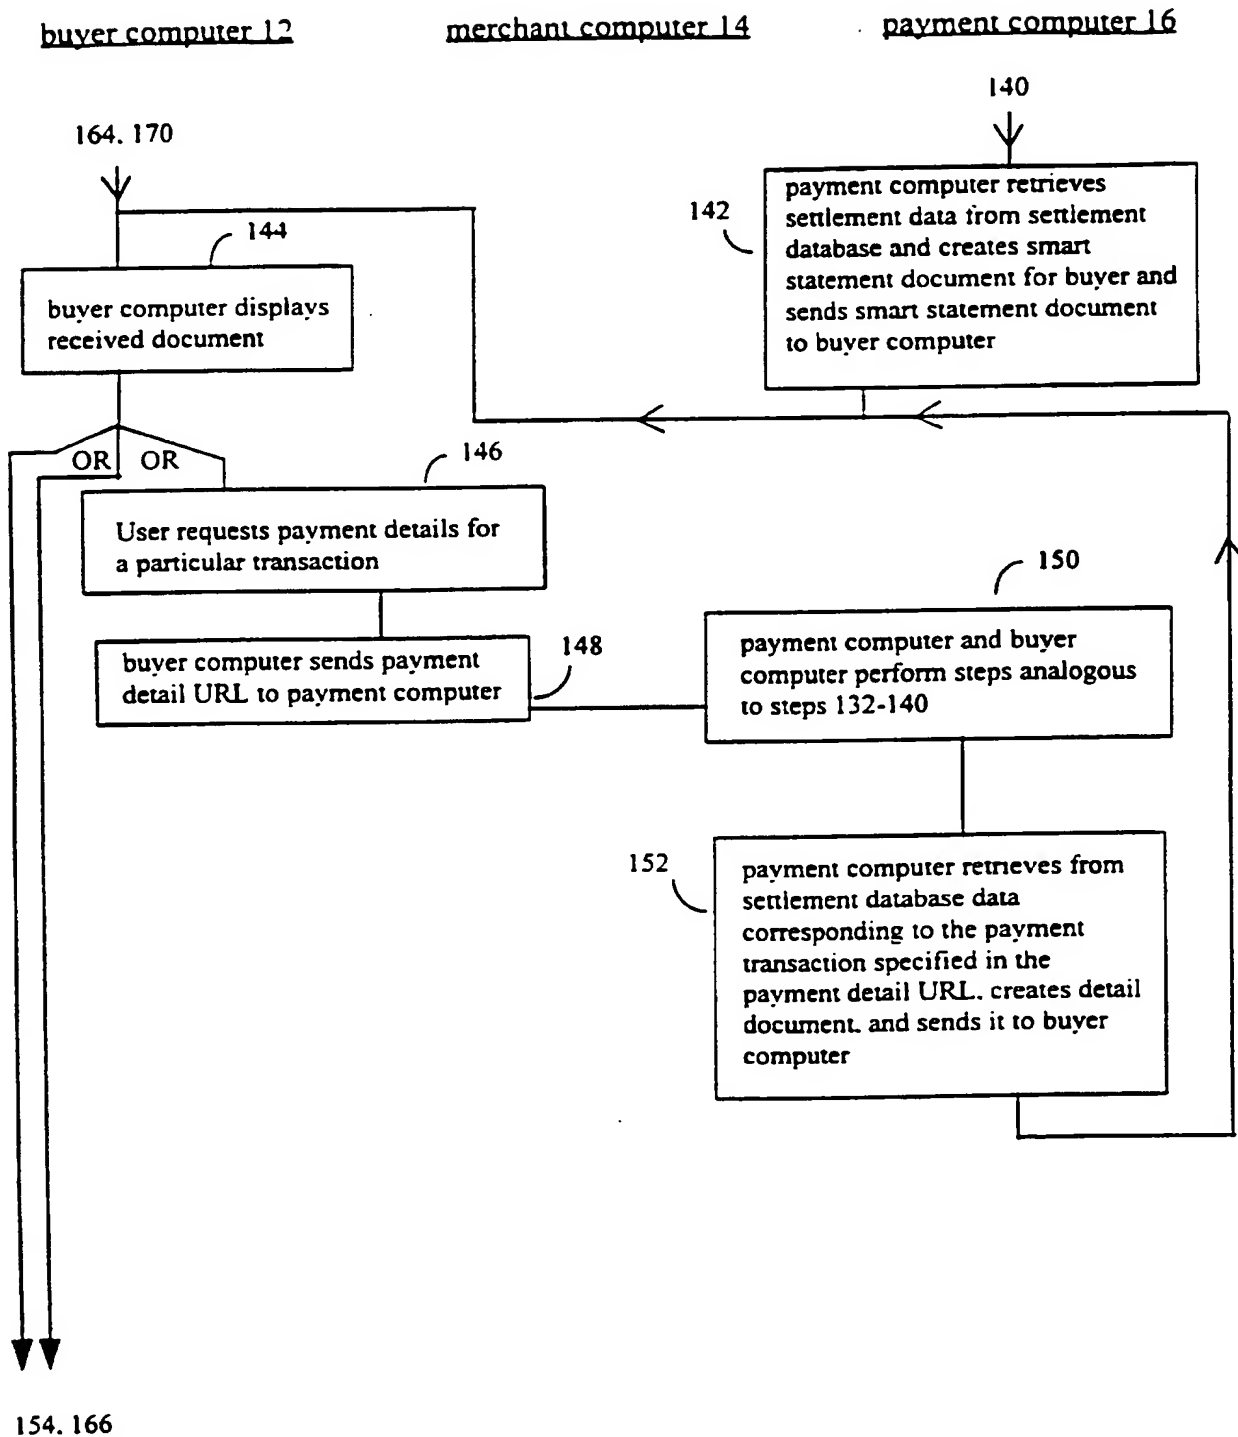 buyer computer 12
merchant computer 14
payment computer 16
140
164. 170
142
payment computer retrieves
settlement data from settlement
database and creates smart
statement document for buyer and
sends smart statement document
to buyer computer
144
buyer computer displays
received document
OR
OR
146
User requests payment details for
a particular transaction
148
buyer computer sends payment
detail URL to payment computer
150
payment computer and buyer
computer perform steps analogous
to steps 132-140
152
payment computer retrieves from
settlement database data
corresponding to the payment
transaction specified in the
payment detail URL. creates detail
document. and sends it to buyer
computer
154. 166